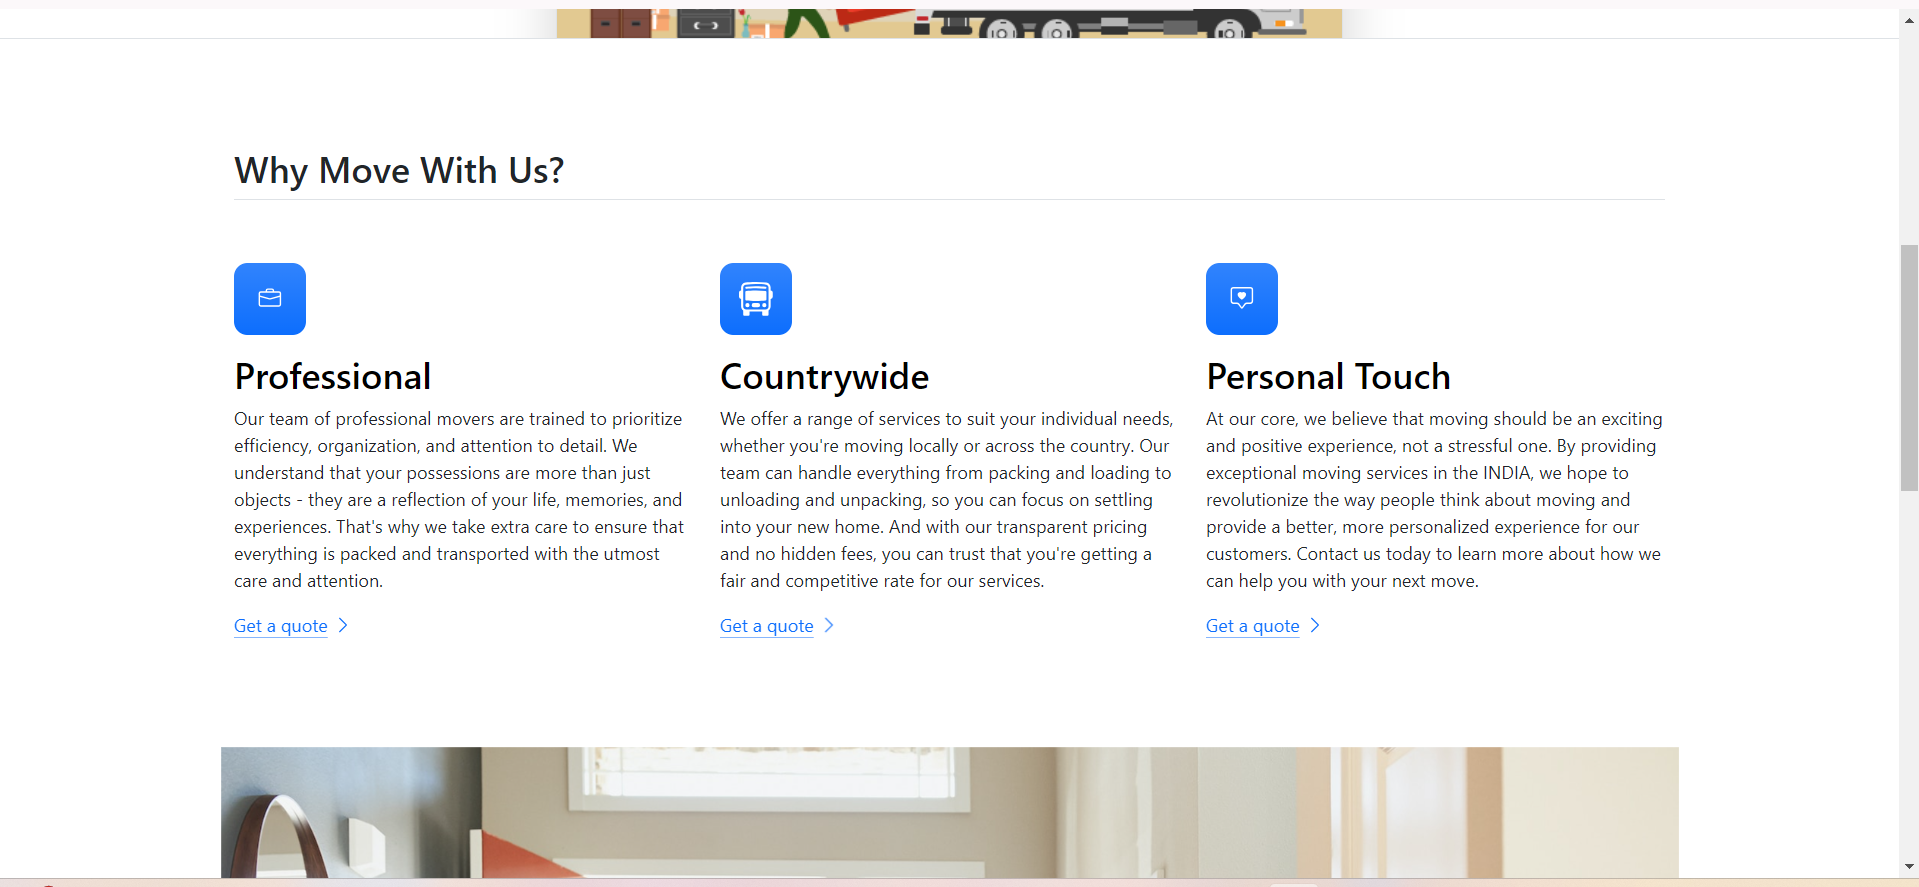 Why Move With Us?
Professional
Our team of professional movers are trained to prioritize
efficiency, organization, and attention to detail. We
understand that your possessions are more than just
objects - they are a reflection of your life, memories, and
experiences. That's why we take extra care to ensure that
everything is packed and transported with the utmost
care and attention.
Get a quote
Countrywide
We offer a range of services to suit your individual needs,
whether you're moving locally or across the country. Our
team can handle everything from packing and loading to
unloading and unpacking, so you can focus on settling
into your new home. And with our transparent pricing
and no hidden fees, you can trust that you're getting a
fair and competitive rate for our services.
Get a quote
Personal Touch
At our core, we believe that moving should be an exciting
and positive experience, not a stressful one. By providing
exceptional moving services in the INDIA, we hope to
revolutionize the way people think about moving and
provide a better, more personalized experience for our
customers. Contact us today to learn more about how we
can help you with your next move.
Get a quote